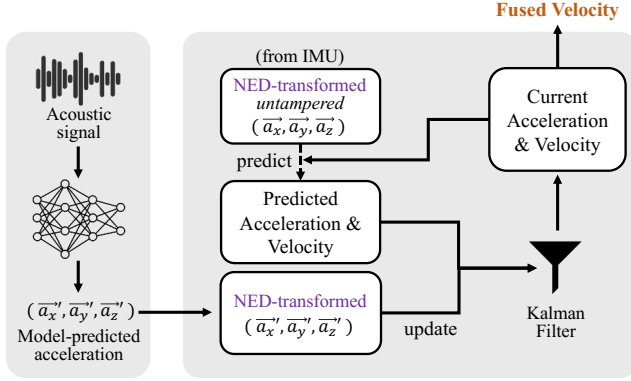 Fused Velocity
Acoustic
signal
(a⃗x′, a⃗y′, a⃗z′)
Model-predicted
acceleration
(from IMU)
NED-transformed
untampered
(a⃗x, a⃗y, a⃗z)
predict
Predicted
Acceleration &
Velocity
NED-transformed
(a⃗x′, a⃗y′, a⃗z′)
update
Current
Acceleration
& Velocity
Kalman
Filter